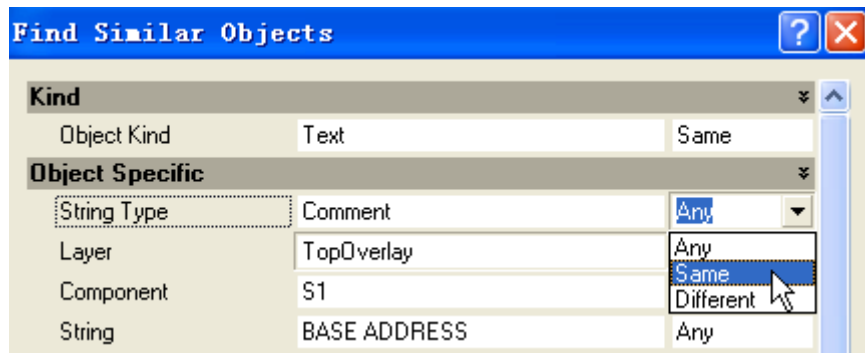 Find Similar Objects
Kind
Object Kind Text Same
Object Specific
String Type Comment Any
Layer TopOverlay Any
Component S1 Same
Different
String BASE ADDRESS Any